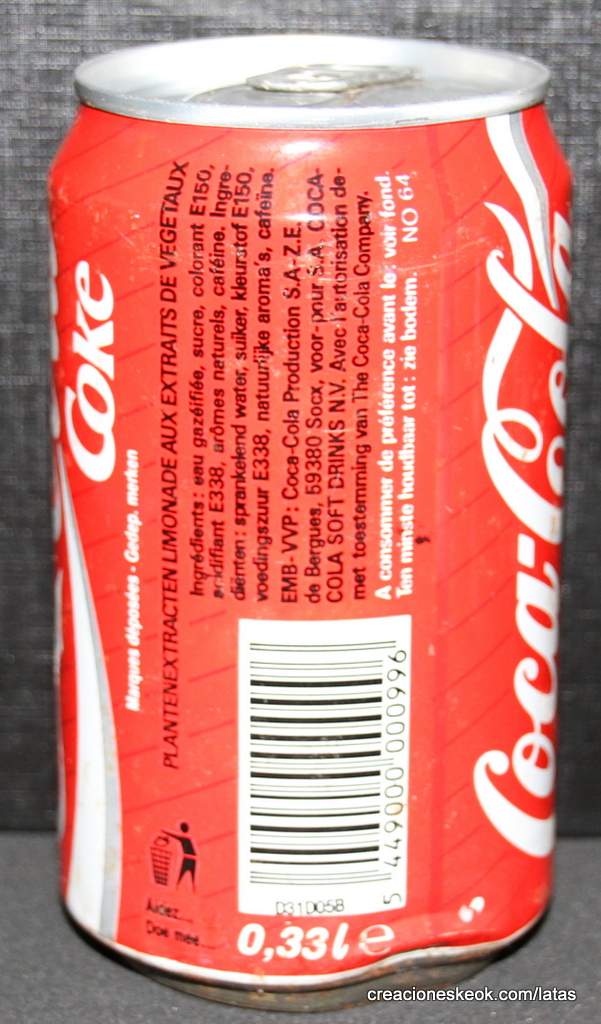 Coke
Marques déposées - Gedep. merken
PLANTENEXTRACTEN LIMONADE AUX EXTRAITS DE VEGETAUX
Ingrédients : eau gazéifiée, sucre, colorant E150,
acidifiant E338, arômes naturels, caféine. Ingre-
diënten : sprankelend water, suiker, kleurstof E150,
voedingszuur E338, natuurlijke aroma's, cafeïne.
EMB-VVP : Coca-Cola Production S.A-Z.E.
de Bergues, 59380 Socx, voor - pour S.A. COCA-
COLA SOFT DRINKS N.V. Avec l'autorisation de-
met toestemming van The Coca-Cola Company.
A consommer de préférence avant le : voir fond.
Ten minste houdbaar tot : zie bodem. NO 64
5 449000 000996
D31D05B
Aidez...
Doe mee...
0,33l e
Coca-Cola
creacioneskeok.com/latas